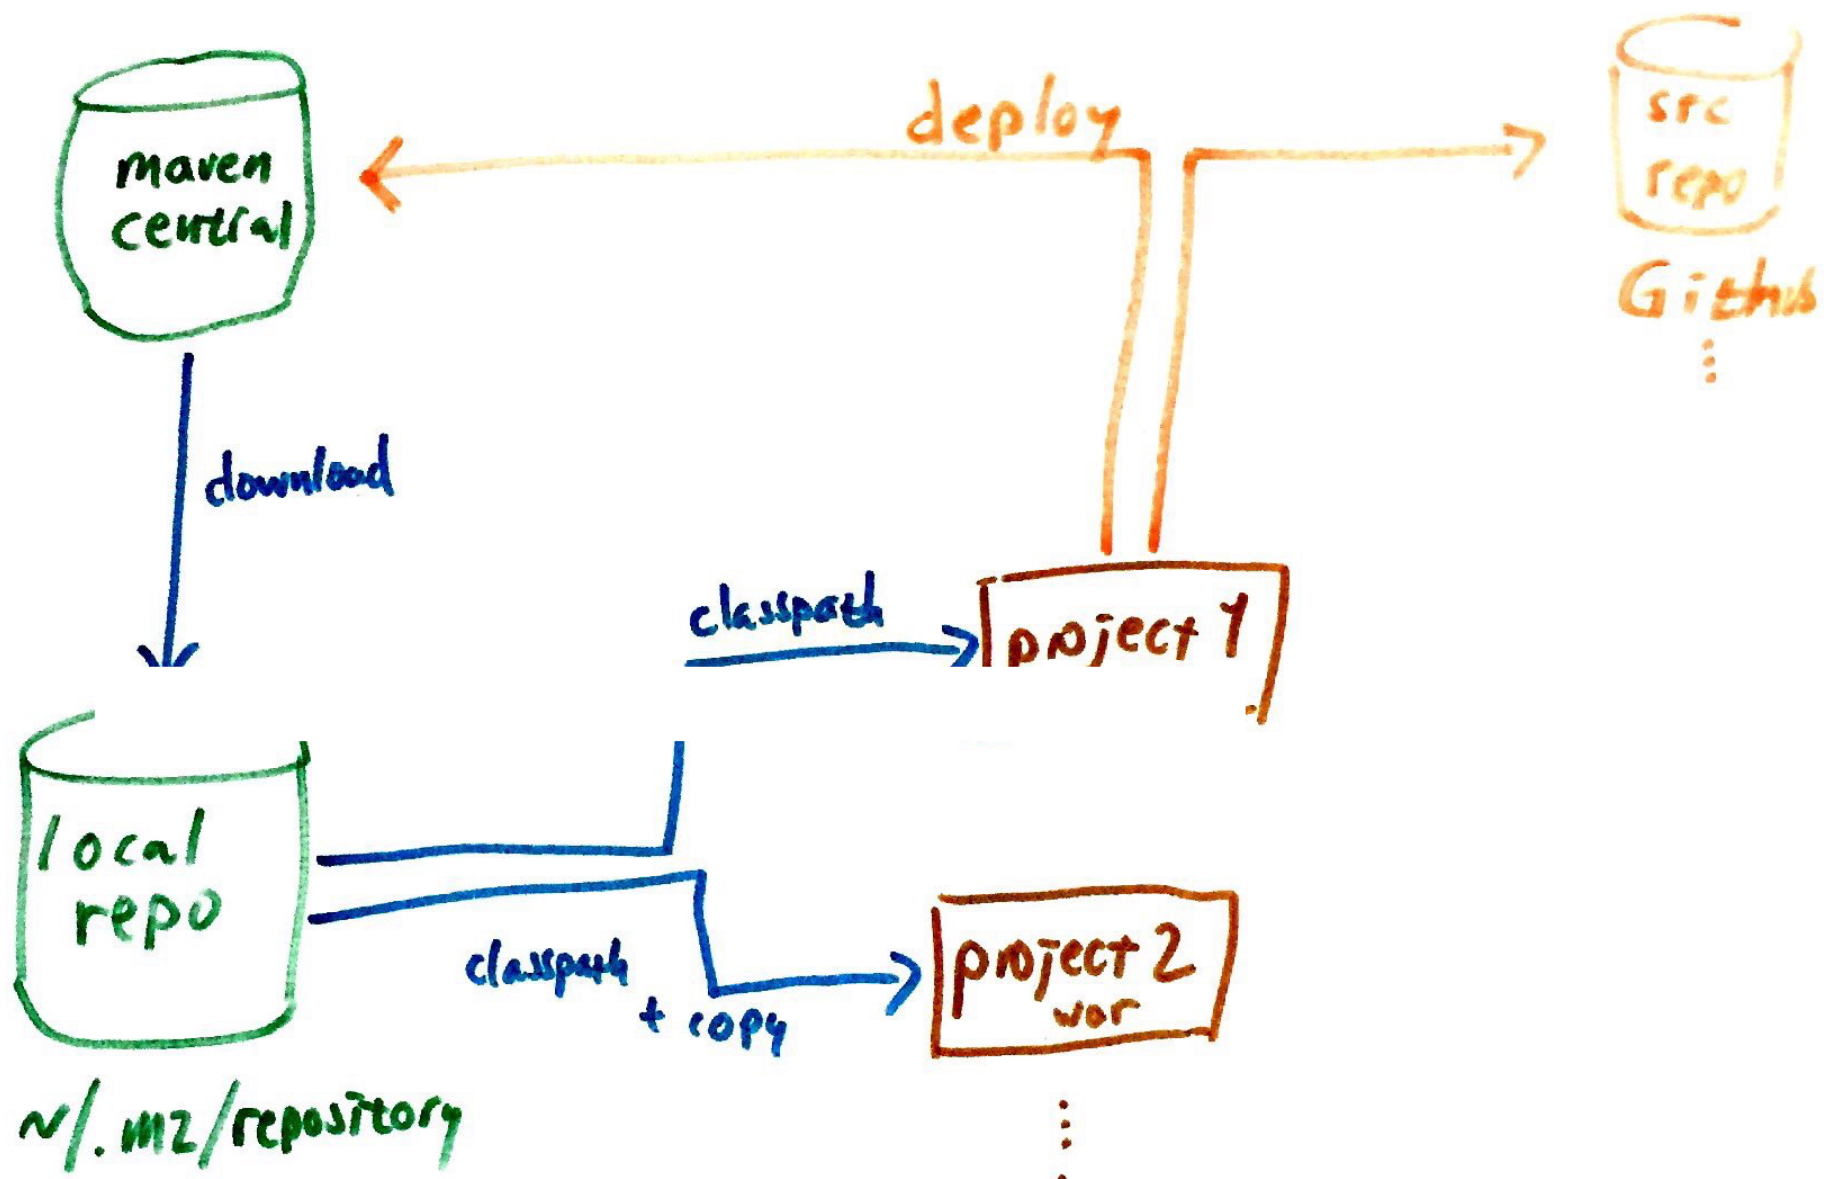 deploy
src
repo
Github
maven
central
download
classpath
project 1
local
repo
classpath
+ copy
project 2
war
~/.m2/repository